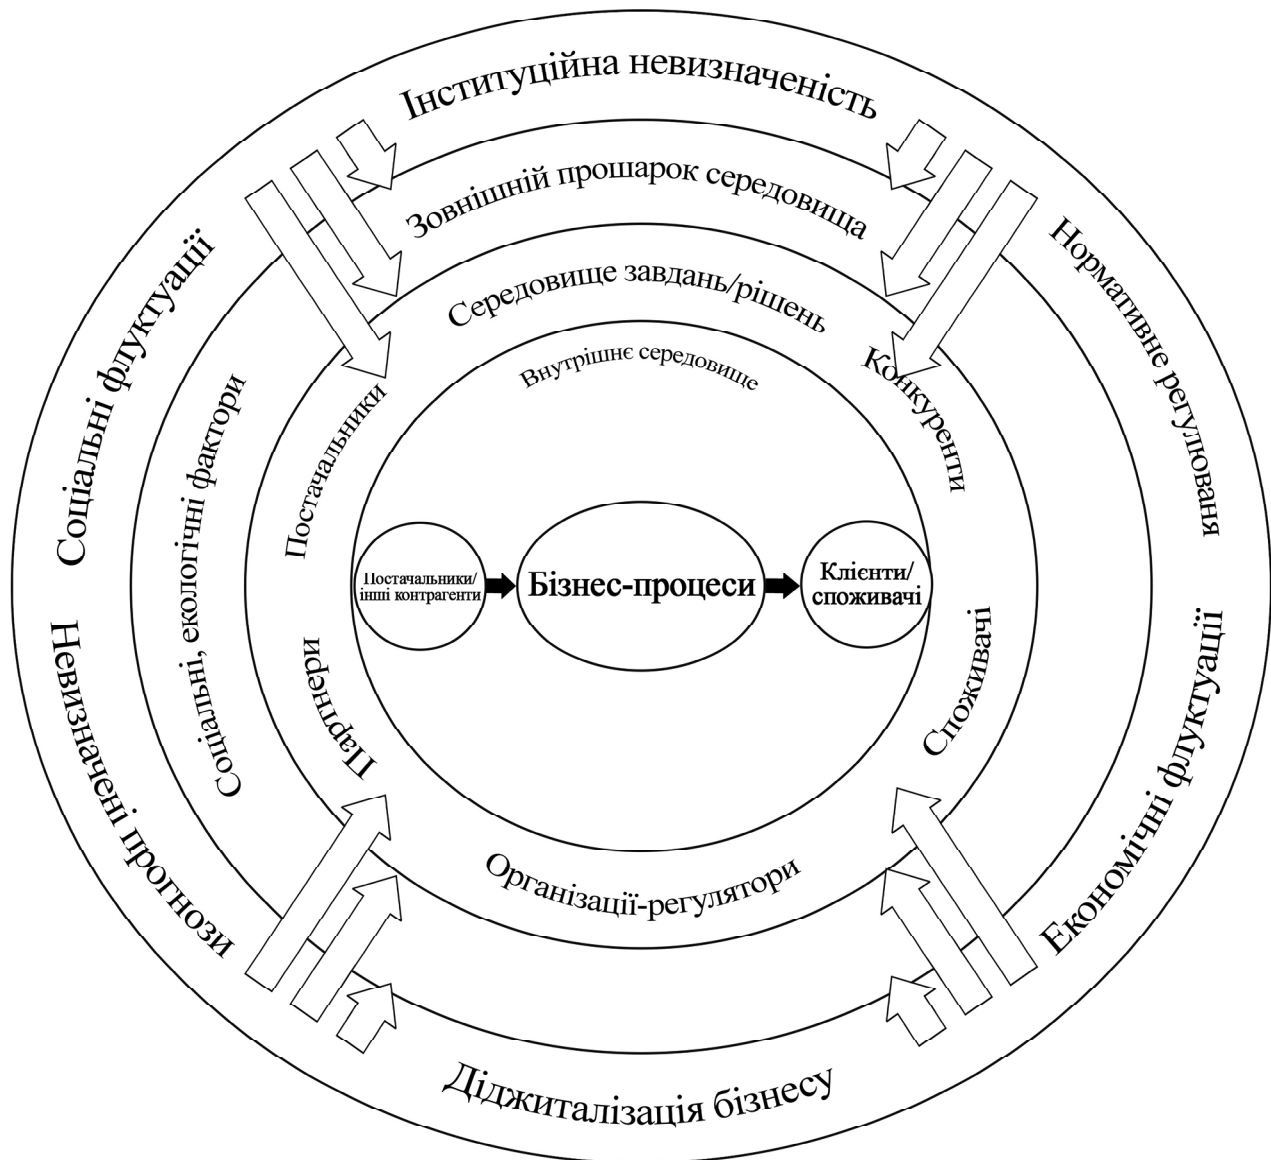 Інституційна невизначеність
Зовнішній прошарок середовища
Середовище завдань/рішень
Внутрішнє середовище
Соціальні флуктуації
Нормативне регулюваня
Соціальні, екологічні фактори
Постачальники
Конкуренти
Постачальники/
інші контрагенти
Бізнес-процеси
Клієнти/
споживачі
Партнери
Споживачі
Невизначені прогнози
Економічні флуктуації
Організації-регулятори
Діджиталізація бізнесу